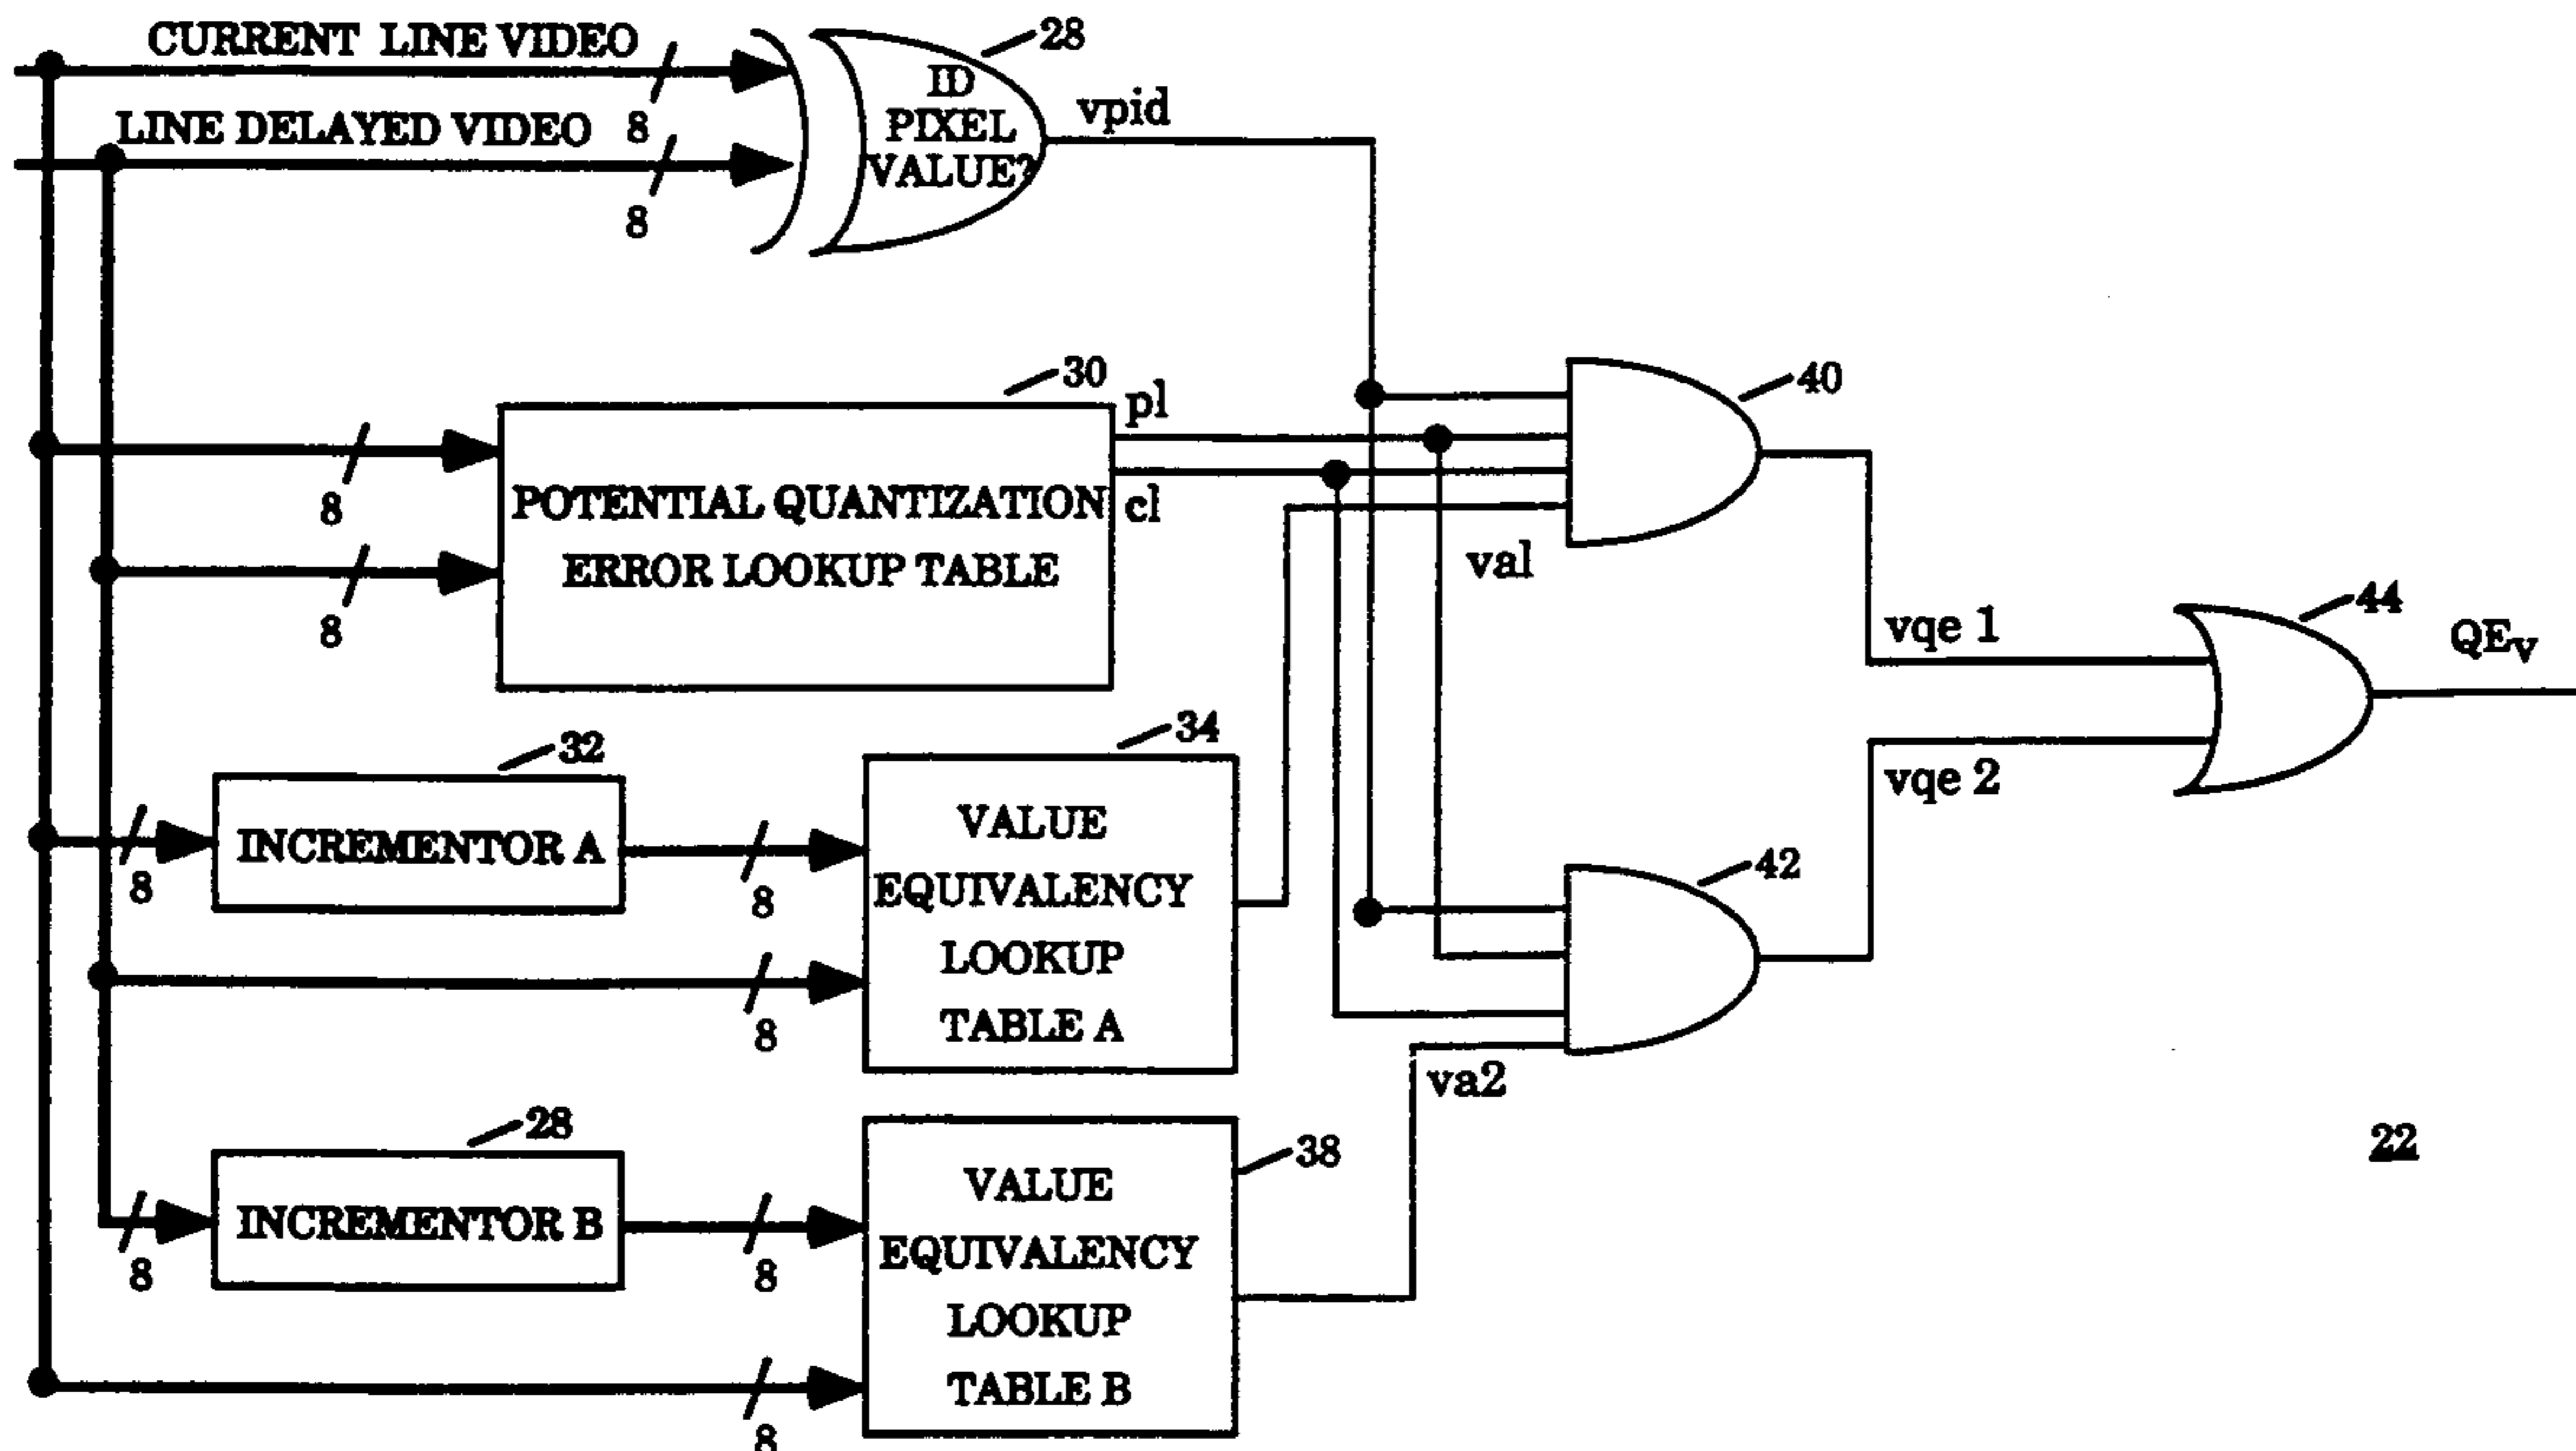 CURRENT LINE VIDEO
8
28
ID
PIXEL
VALUE?
vpid
LINE DELAYED VIDEO
8
30
pl
cl
8
POTENTIAL QUANTIZATION
ERROR LOOKUP TABLE
8
40
val
44
vqe 1
QEv
vqe 2
32
8
INCREMENTOR A
8
34
VALUE
EQUIVALENCY
LOOKUP
TABLE A
8
42
va2
28
8
INCREMENTOR B
8
38
VALUE
EQUIVALENCY
LOOKUP
TABLE B
8
22